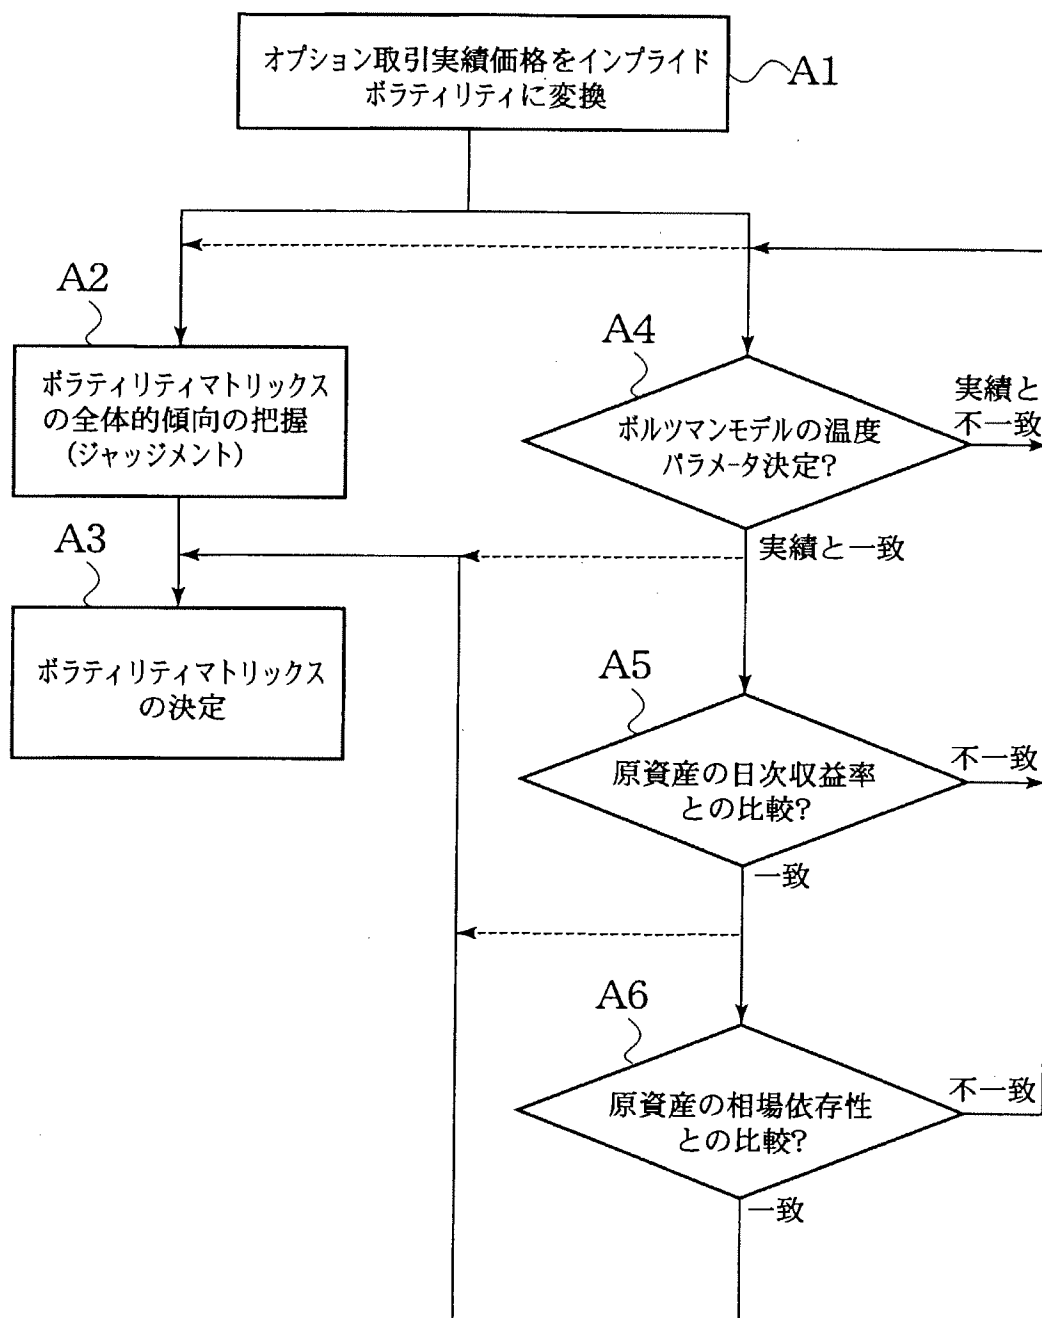 オプション取引実績価格をインプライド
ボラティリティに変換
A1
A2
ボラティリティマトリックス
の全体的傾向の把握
(ジャッジメント)
A3
ボラティリティマトリックス
の決定
A4
ボルツマンモデルの温度
パラメータ決定?
実績と
不一致
実績と一致
A5
原資産の日次収益率
との比較?
不一致
一致
A6
原資産の相場依存性
との比較?
不一致
一致